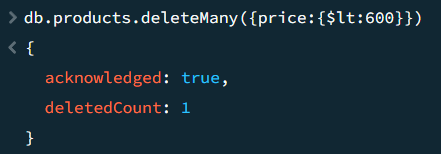 > db.products.deleteMany({price:{$lt:600}})
< {
acknowledged: true,
deletedCount: 1
}